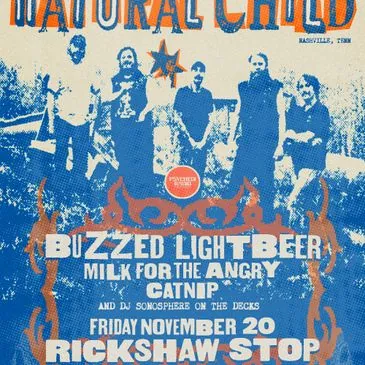 NATURAL CHILD
NASHVILLE, TENN
BUZZED LIGHTBEER
MILK FOR THE ANGRY
CATNIP
AND DJ SONOSPHERE ON THE DECKS
FRIDAY NOVEMBER 20
RICKSHAW STOP